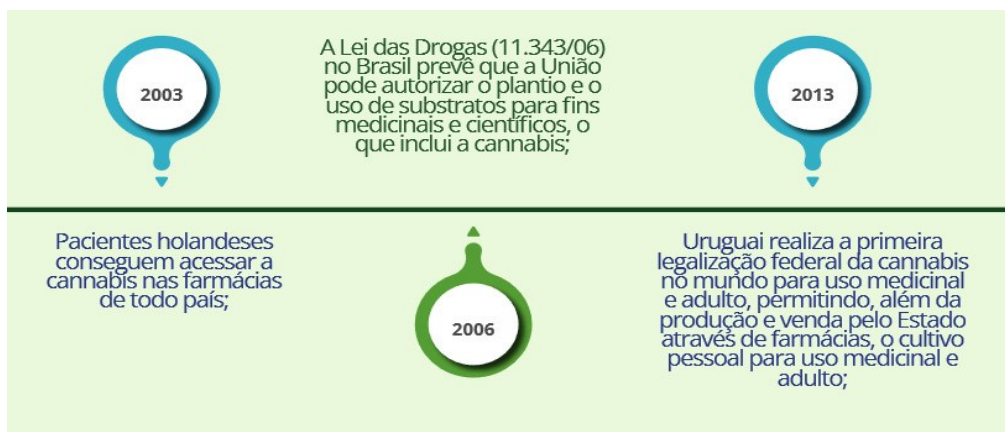 2003
Pacientes holandeses
conseguem acessar a
cannabis nas farmácias
de todo país;
A Lei das Drogas (11.343/06)
no Brasil prevê que a União
pode autorizar o plantio e o
uso de substratos para fins
medicinais e científicos, o
que inclui a cannabis;
2006
2013
Uruguai realiza a primeira
legalização federal da cannabis
no mundo para uso medicinal
e adulto, permitindo, além da
produção e venda pelo Estado
através de farmácias, o cultivo
pessoal para uso medicinal e
adulto;